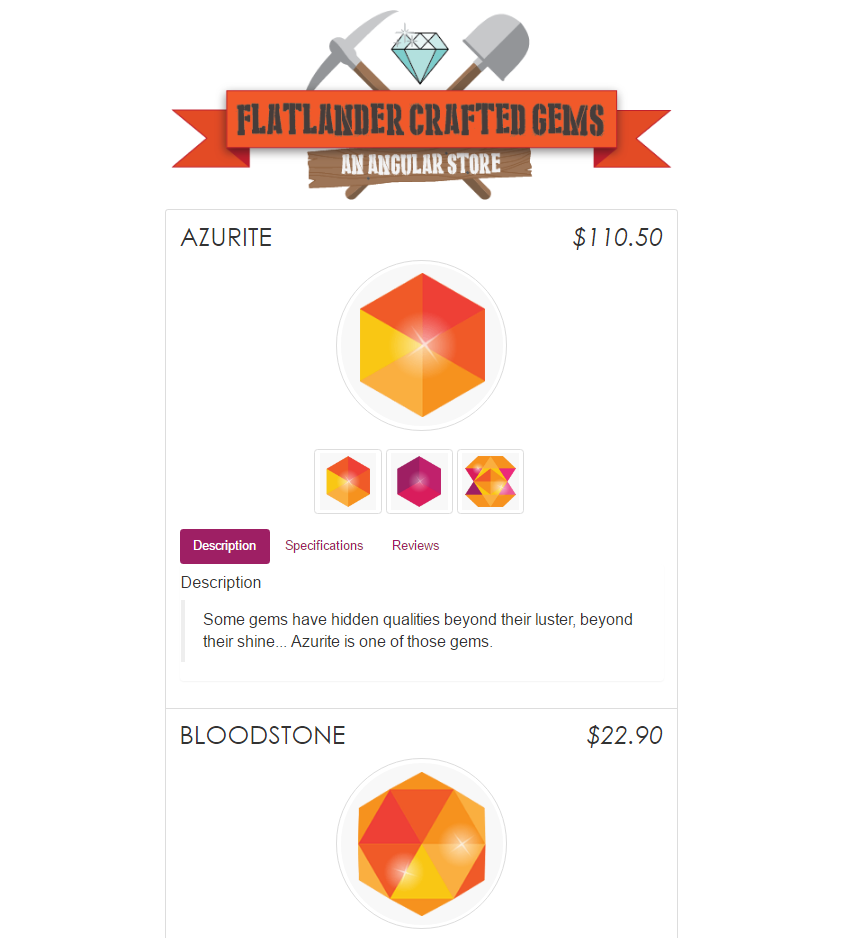 FLATLANDER CRAFTED GEMS
AN ANGULAR STORE
AZURITE $110.50
Description Specifications Reviews
Description
Some gems have hidden qualities beyond their luster, beyond
their shine... Azurite is one of those gems.
BLOODSTONE $22.90